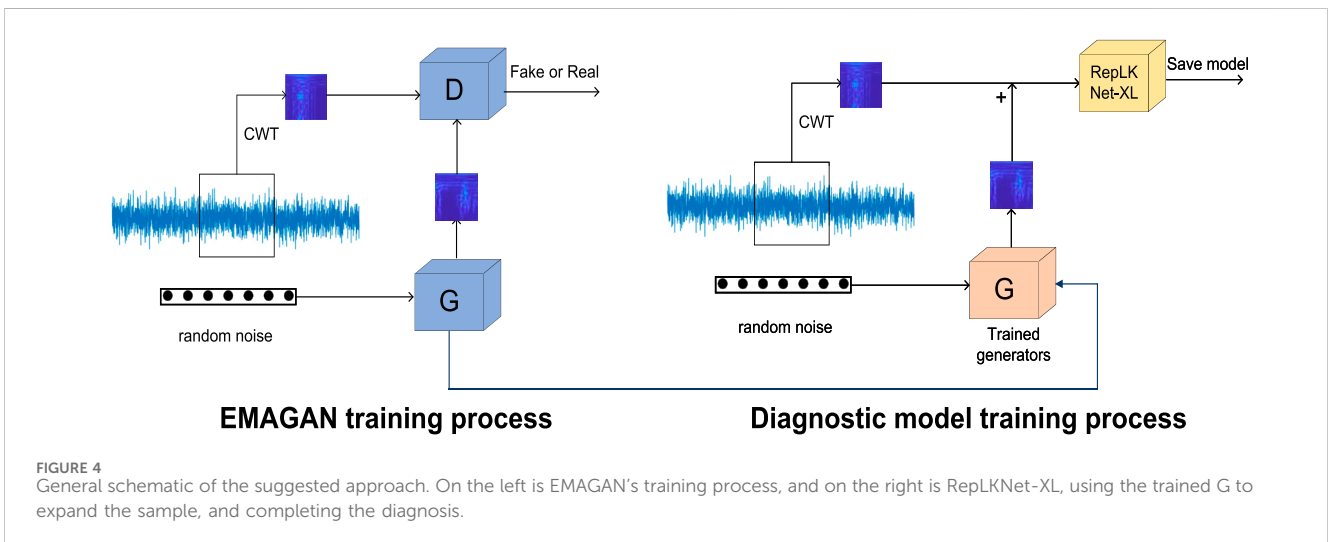 D
Fake or Real
CWT
G
random noise
EMAGAN training process
RepLK
Net-XL
Save model
+
CWT
G
random noise
Trained
generators
Diagnostic model training process
FIGURE 4
General schematic of the suggested approach. On the left is EMAGAN's training process, and on the right is RepLKNet-XL, using the trained G to
expand the sample, and completing the diagnosis.